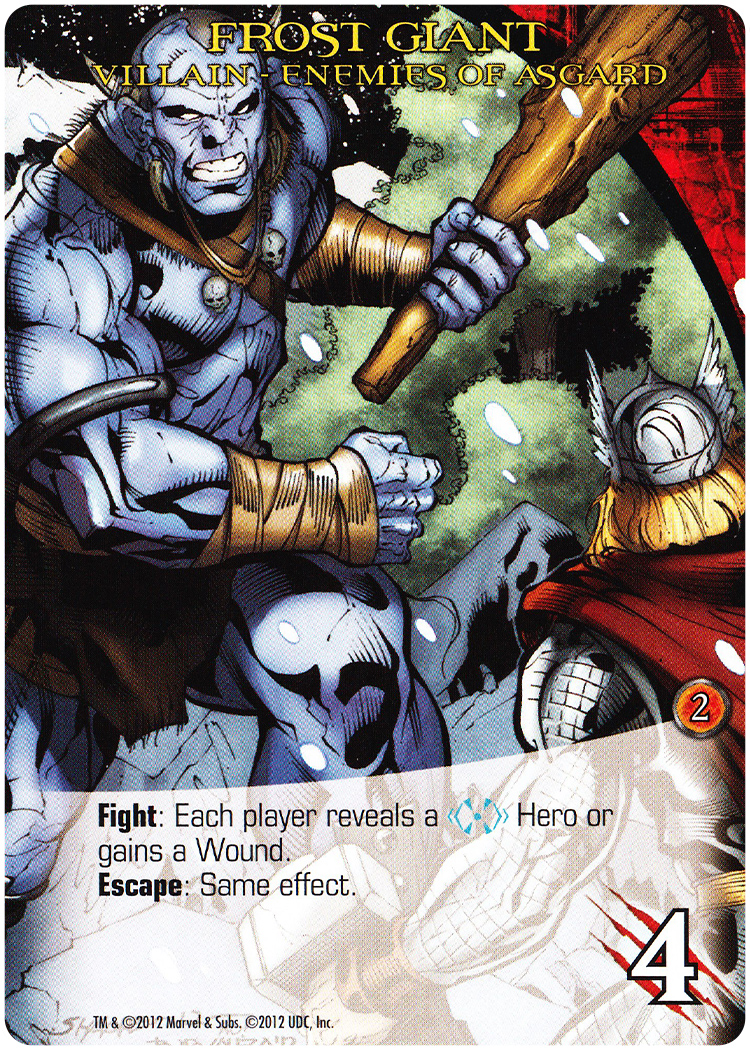 FROST GIANT
VILLAIN - ENEMIES OF ASGARD
2
Fight: Each player reveals a Hero or
gains a Wound.
Escape: Same effect.
4
TM & ©2012 Marvel & Subs. ©2012 UDC, Inc.